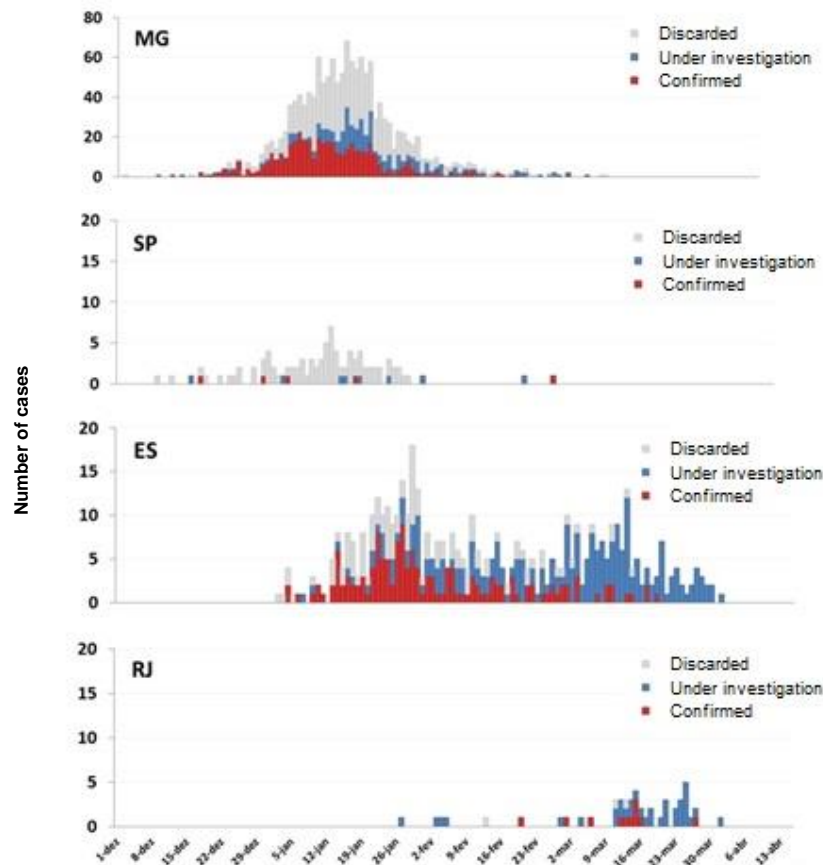 Number of cases
MG
80
60
40
20
0
Discarded
Under investigation
Confirmed
SP
20
15
10
5
0
Discarded
Under investigation
Confirmed
ES
20
15
10
5
0
Discarded
Under investigation
Confirmed
RJ
20
15
10
5
0
Discarded
Under investigation
Confirmed
1-dez
8-dez
15-dez
22-dez
29-dez
5-jan
12-jan
19-jan
26-jan
2-fev
9-fev
16-fev
23-fev
2-mar
9-mar
16-mar
23-mar
30-mar
6-abr
13-abr